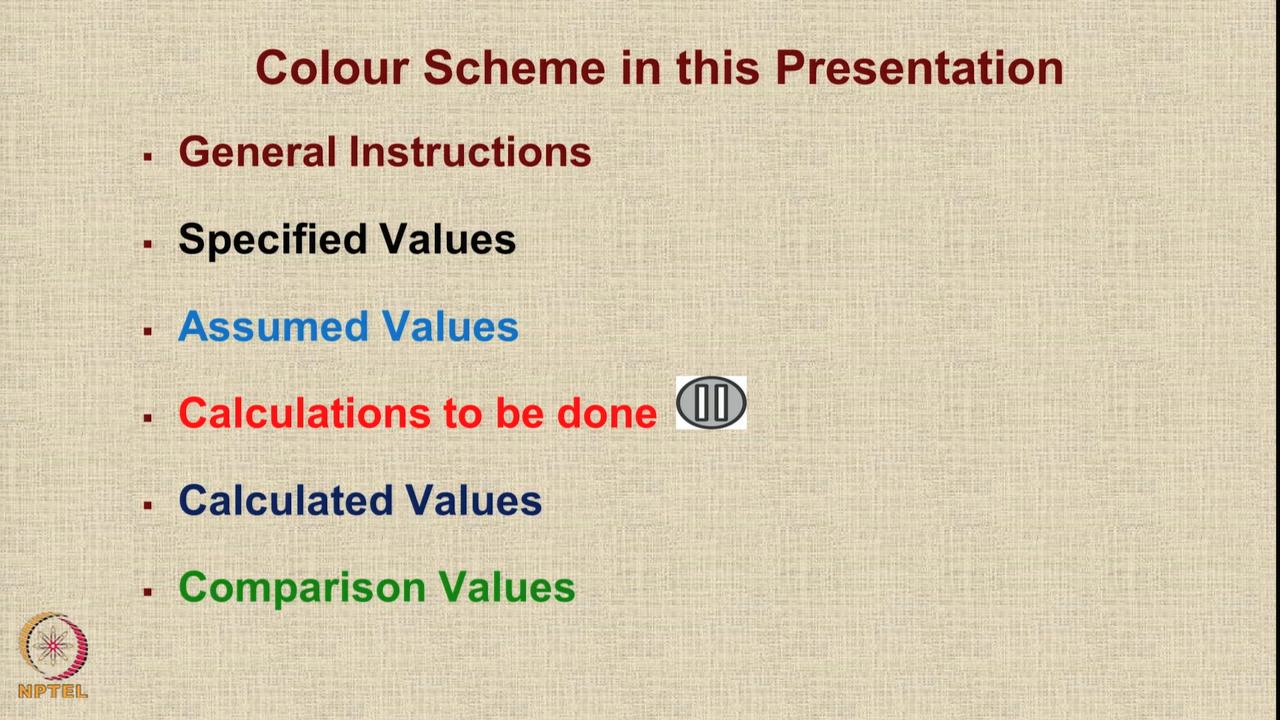 Colour Scheme in this Presentation
▪ General Instructions
▪ Specified Values
▪ Assumed Values
▪ Calculations to be done
▪ Calculated Values
▪ Comparison Values
NPTEL